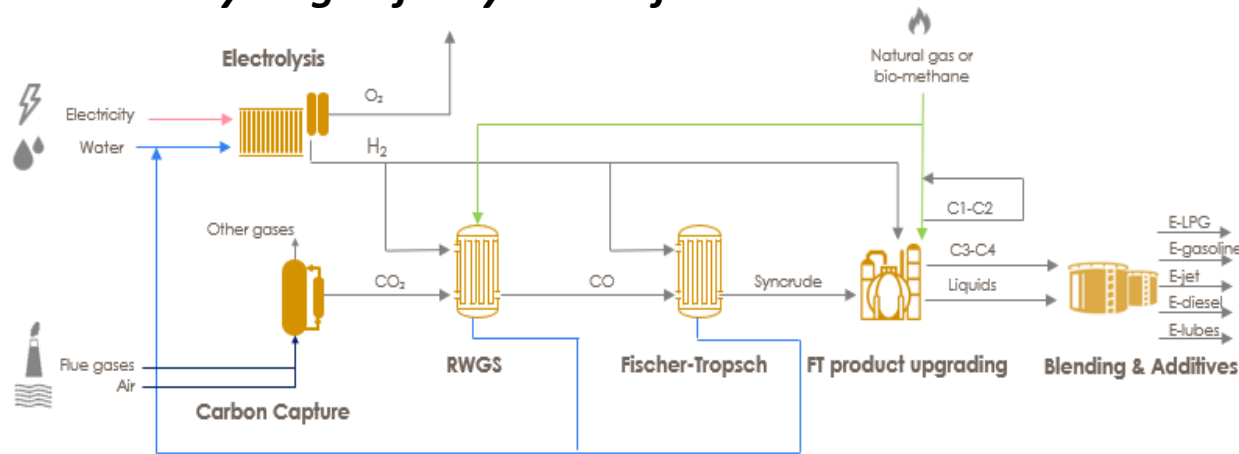 Electrolysis
Natural gas or
bio-methane
Electricity
O₂
Water
H₂
C1-C2
Other gases
E-LPG
E-gasoline
C3-C4
CO₂
CO
Syncrude
Liquids
E-jet
E-diesel
E-lubes
Flue gases
Air
RWGS
Fischer-Tropsch
FT product upgrading
Blending & Additives
Carbon Capture